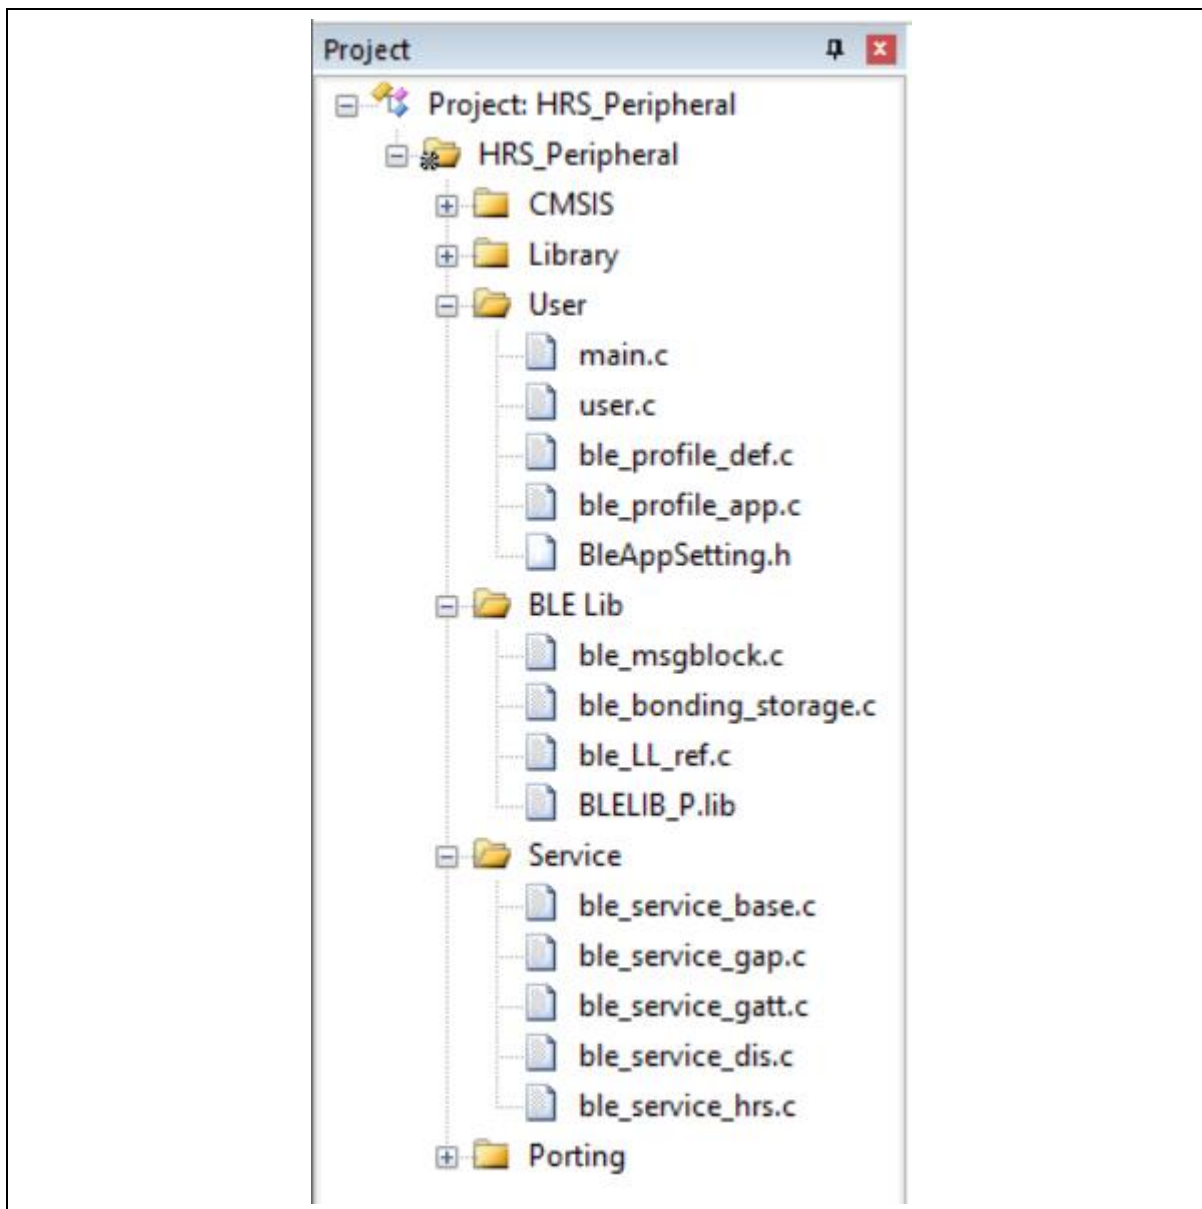 Project
Project: HRS_Peripheral
HRS_Peripheral
CMSIS
Library
User
main.c
user.c
ble_profile_def.c
ble_profile_app.c
BleAppSetting.h
BLE Lib
ble_msgblock.c
ble_bonding_storage.c
ble_LL_ref.c
BLELIB_P.lib
Service
ble_service_base.c
ble_service_gap.c
ble_service_gatt.c
ble_service_dis.c
ble_service_hrs.c
Porting